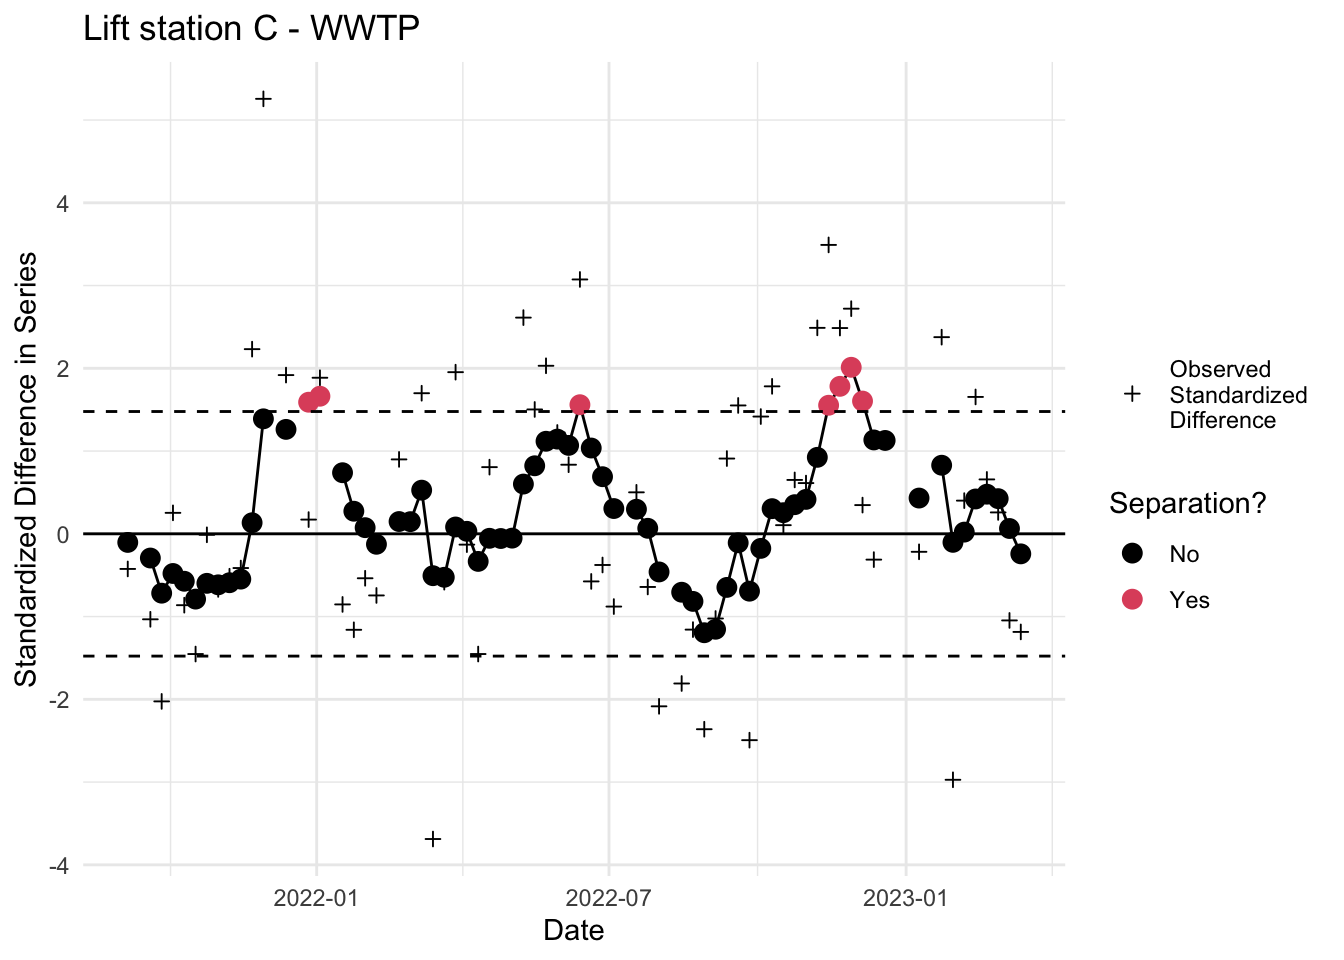 Lift station C - WWTP
Standardized Difference in Series
4
2
0
-2
-4
2022-01
2022-07
2023-01
Date
Observed
Standardized
Difference
Separation?
No
Yes